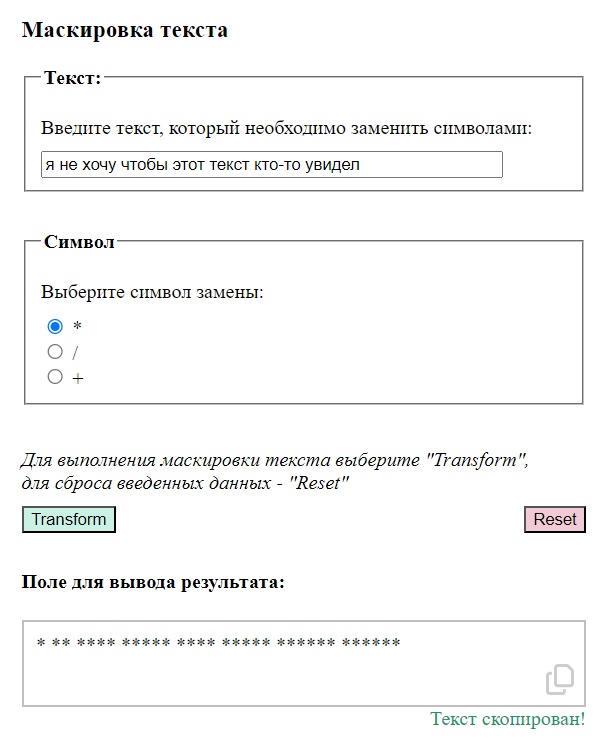 Маскировка текста
Текст:
Введите текст, который необходимо заменить символами:
я не хочу чтобы этот текст кто-то увидел
Символ
Выберите символ замены:
*
/
+
Для выполнения маскировки текста выберите "Transform",
для сброса введенных данных - "Reset"
Transform Reset
Поле для вывода результата:
* ** **** ***** **** ***** ****** ******
Текст скопирован!